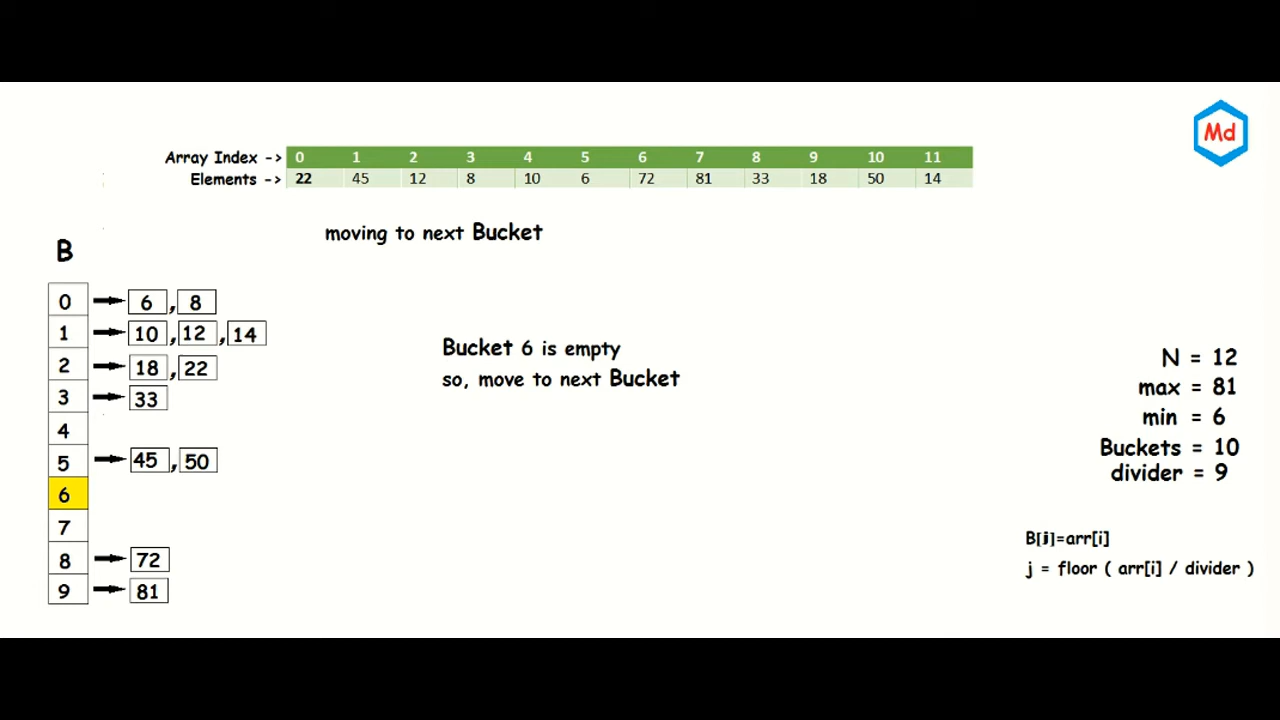 Md
Array Index -> 0 1 2 3 4 5 6 7 8 9 10 11
Elements -> 22 45 12 8 10 6 72 81 33 18 50 14
moving to next Bucket
B
0 6 , 8
1 10 , 12 , 14
2 18 , 22
3 33
4
5 45 , 50
6
7
8 72
9 81
Bucket 6 is empty
so, move to next Bucket
N = 12
max = 81
min = 6
Buckets = 10
divider = 9
B[j]=arr[i]
j = floor ( arr[i] / divider )